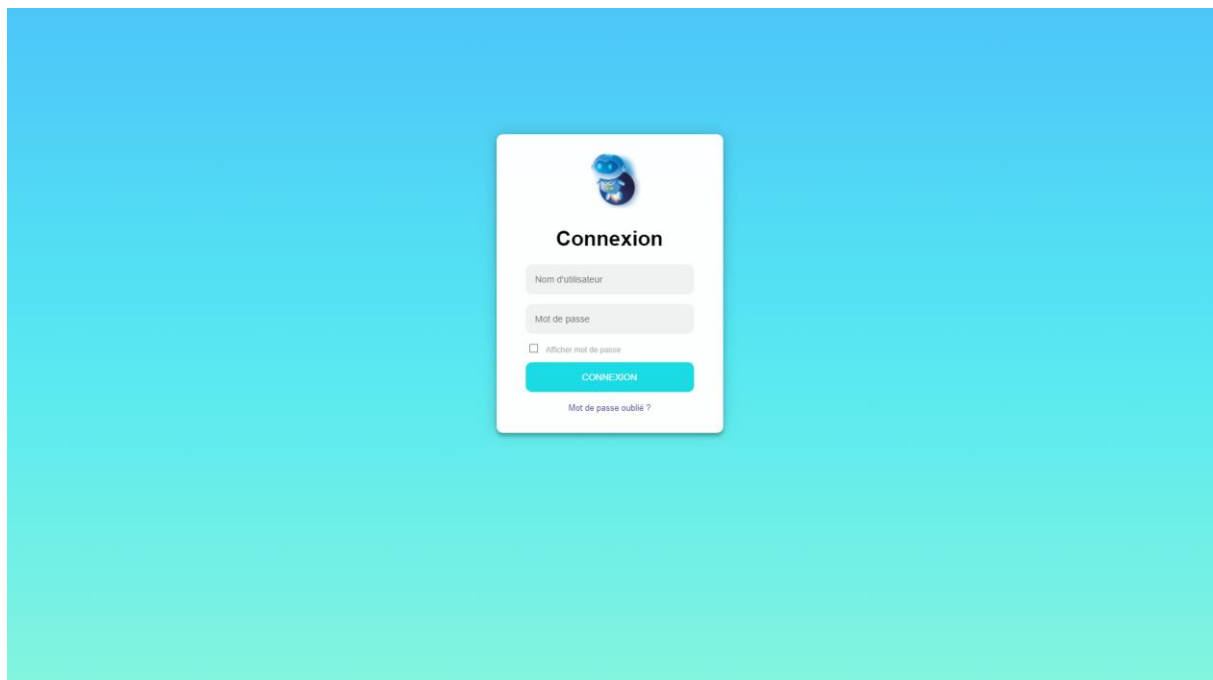 Connexion
Nom d'utilisateur
Mot de passe
Afficher mot de passe
CONNEXION
Mot de passe oublié ?